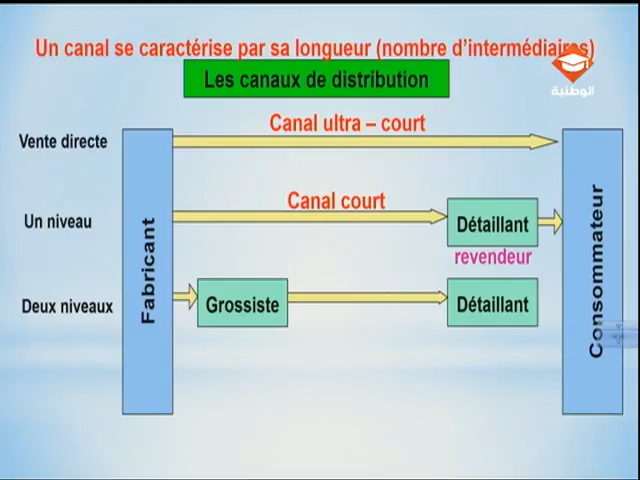 Un canal se caractérise par sa longueur (nombre d'intermédiaires)
Les canaux de distribution
الوطنية
Canal ultra – court
Vente directe
Canal court
Un niveau
Détaillant
revendeur
Deux niveaux
Grossiste
Détaillant
Fabricant
Consommateur